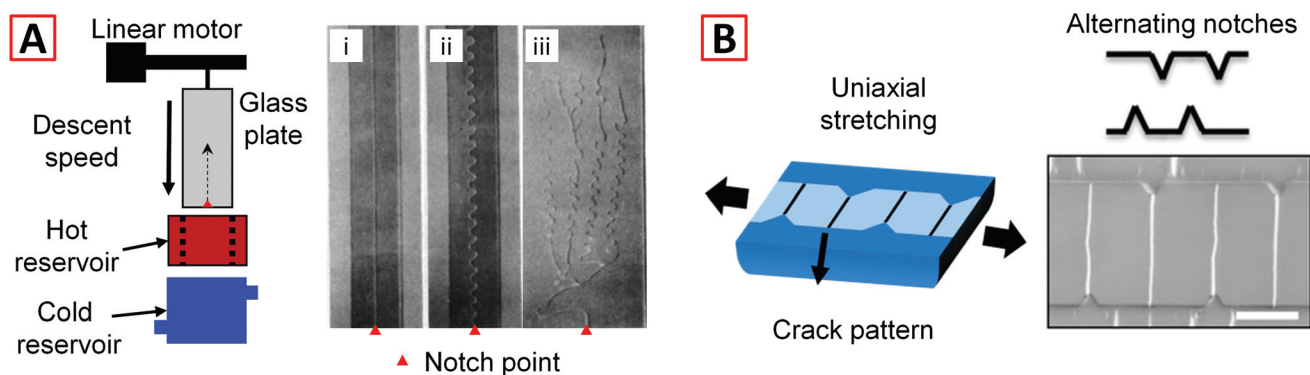 A
Linear motor
Descent
speed
Glass
plate
Hot
reservoir
Cold
reservoir
i
ii
iii
Notch point
B
Uniaxial
stretching
Crack pattern
Alternating notches